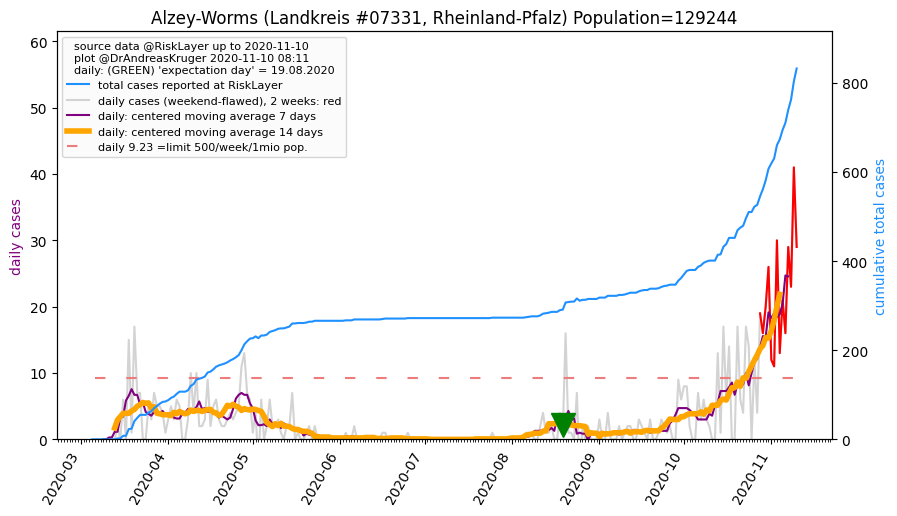 Alzey-Worms (Landkreis #07331, Rheinland-Pfalz) Population=129244
source data @RiskLayer up to 2020-11-10
plot @DrAndreasKruger 2020-11-10 08:11
daily: (GREEN) 'expectation day' = 19.08.2020
total cases reported at RiskLayer
daily cases (weekend-flawed), 2 weeks: red
daily: centered moving average 7 days
daily: centered moving average 14 days
daily 9.23 =limit 500/week/1mio pop.
daily cases
60
50
40
30
20
10
0
cumulative total cases
800
600
400
200
0
2020-03
2020-04
2020-05
2020-06
2020-07
2020-08
2020-09
2020-10
2020-11